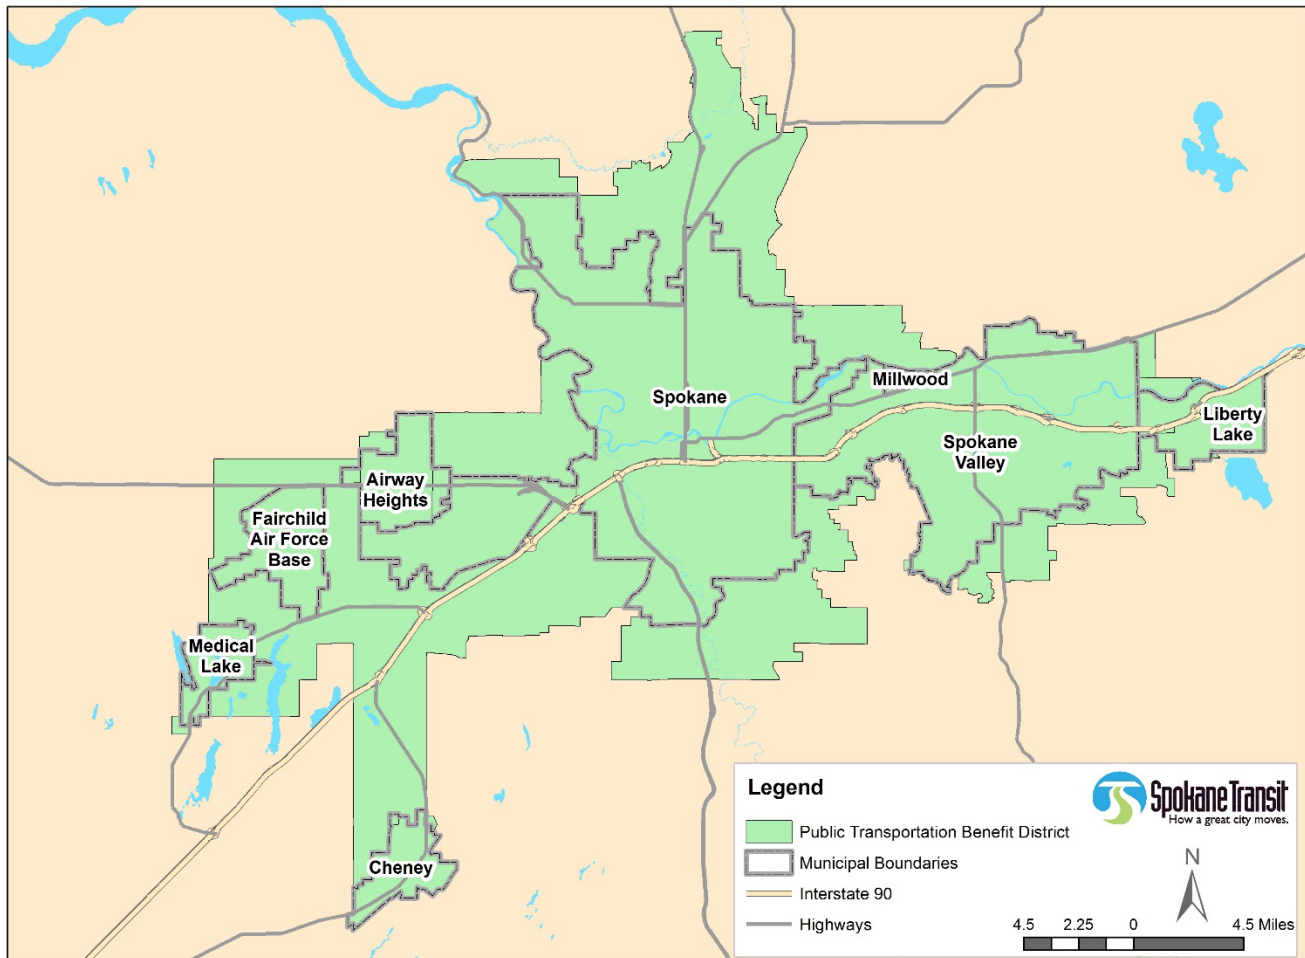 Spokane
Millwood
Liberty
Lake
Spokane
Valley
Airway
Heights
Fairchild
Air Force
Base
Medical
Lake
Cheney
Legend
SpokaneTransit
How a great city moves.
Public Transportation Benefit District
Municipal Boundaries
Interstate 90
Highways
N
4.5 2.25 0 4.5 Miles